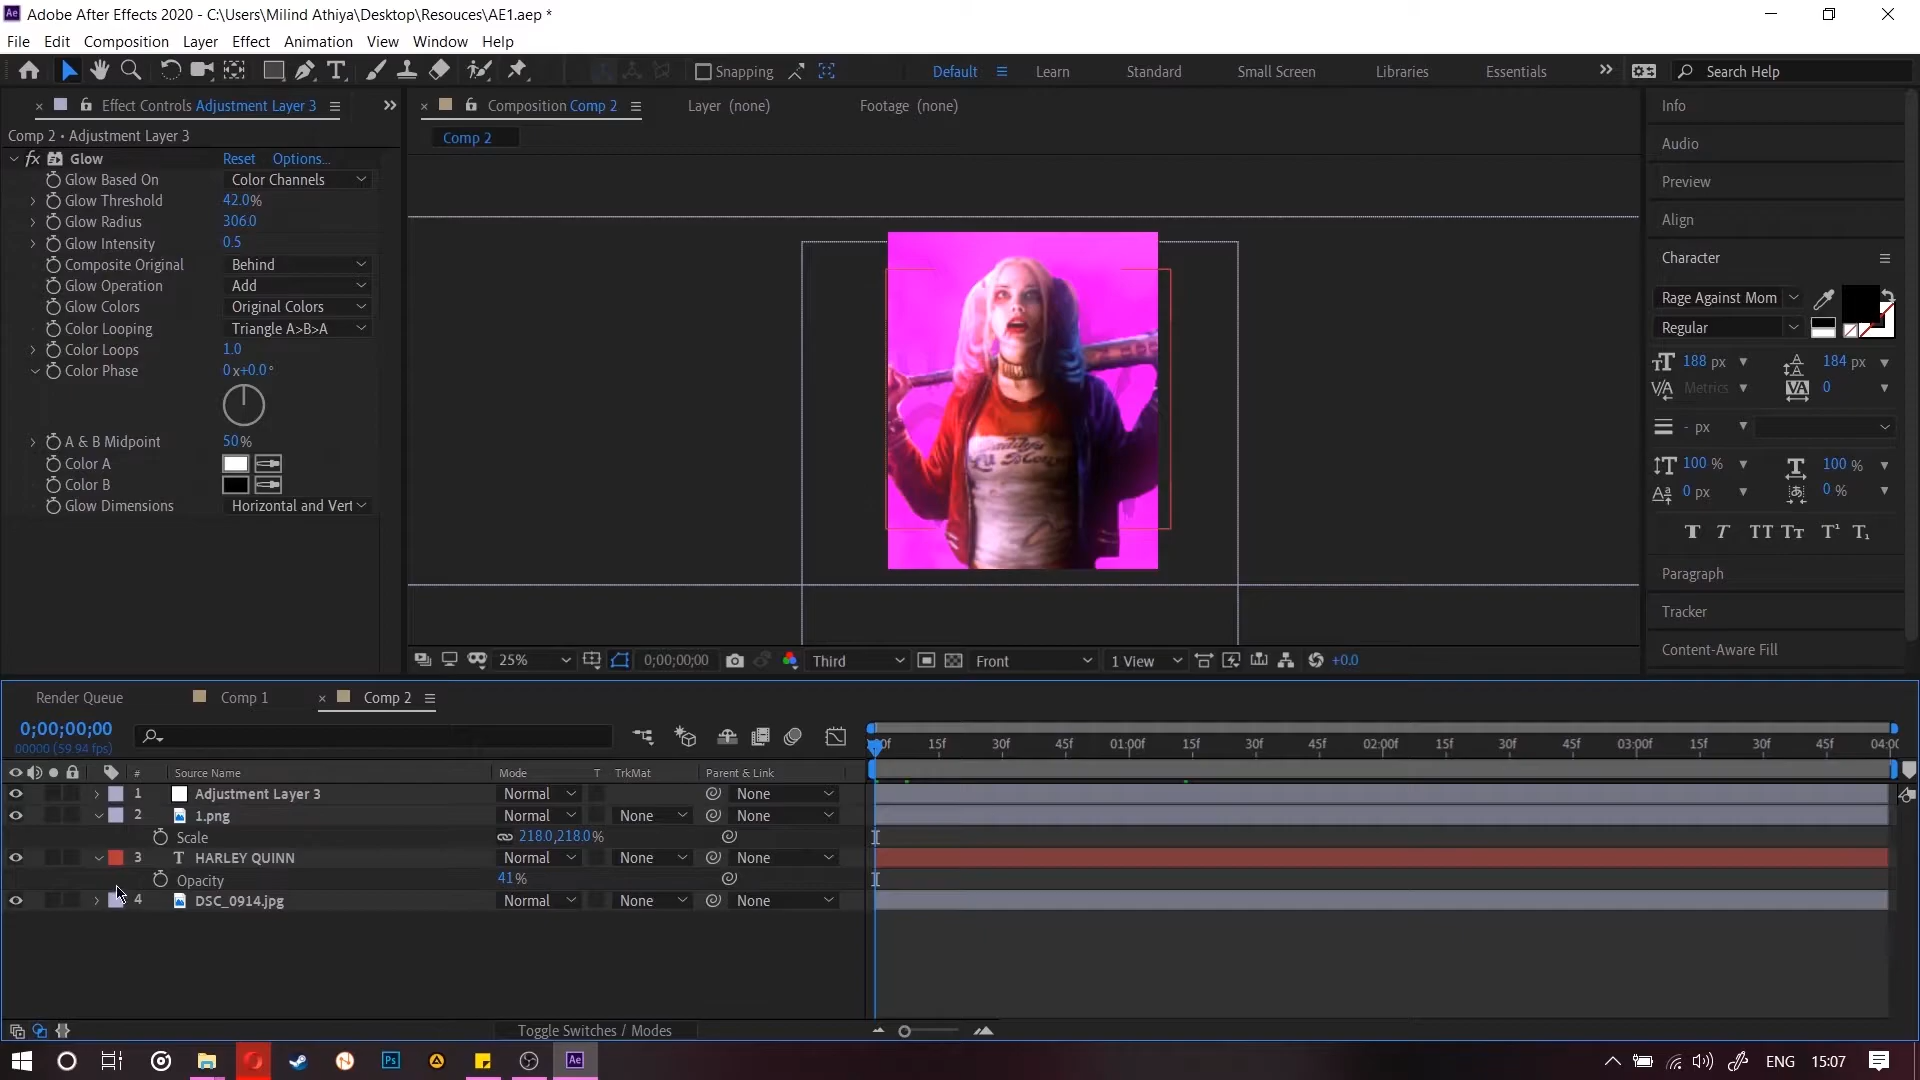 Ae Adobe After Effects 2020 - C:\Users\Milind Athiya\Desktop\Resouces\AE1.aep *
File Edit Composition Layer Effect Animation View Window Help
Snapping Default Learn Standard Small Screen Libraries Essentials Search Help
Effect Controls Adjustment Layer 3
Composition Comp 2 Layer (none) Footage (none)
Comp 2 • Adjustment Layer 3
Comp 2
fx Glow Reset Options...
Glow Based On Color Channels
Glow Threshold 42.0%
Glow Radius 306.0
Glow Intensity 0.5
Composite Original Behind
Glow Operation Add
Glow Colors Original Colors
Color Looping Triangle A>B>A
Color Loops 1.0
Color Phase 0x+0.0°
A & B Midpoint 50%
Color A
Color B
Glow Dimensions Horizontal and Vert
25% 0;00;00;00 Third Front 1 View +0.0
Info
Audio
Preview
Align
Character
Rage Against Mom
Regular
188 px 184 px
Metrics 0
- px
100 % 100 %
0 px 0 %
T T TT Tт T¹ T₁
Paragraph
Tracker
Content-Aware Fill
Render Queue Comp 1 Comp 2
0;00;00;00
00000 (59.94 fps)
15f 30f 45f 01:00f 15f 30f 45f 02:00f 15f 30f 45f 03:00f 15f 30f 45f
# Source Name Mode T TrkMat Parent & Link
1 Adjustment Layer 3 Normal None
2 1.png Normal None None
Scale 218.0,218.0%
3 T HARLEY QUINN Normal None None
Opacity 41%
4 DSC_0914.jpg Normal None None
Toggle Switches / Modes
Ps Ae ENG 15:07